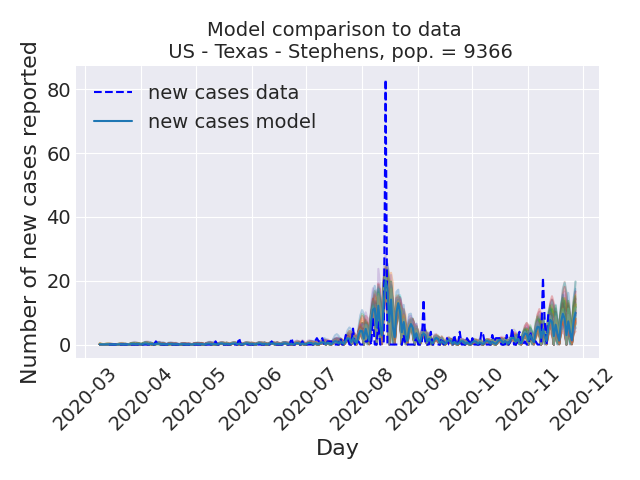 Model comparison to data
US - Texas - Stephens, pop. = 9366
Number of new cases reported
80
60
40
20
0
new cases data
new cases model
2020-03
2020-04
2020-05
2020-06
2020-07
2020-08
2020-09
2020-10
2020-11
2020-12
Day